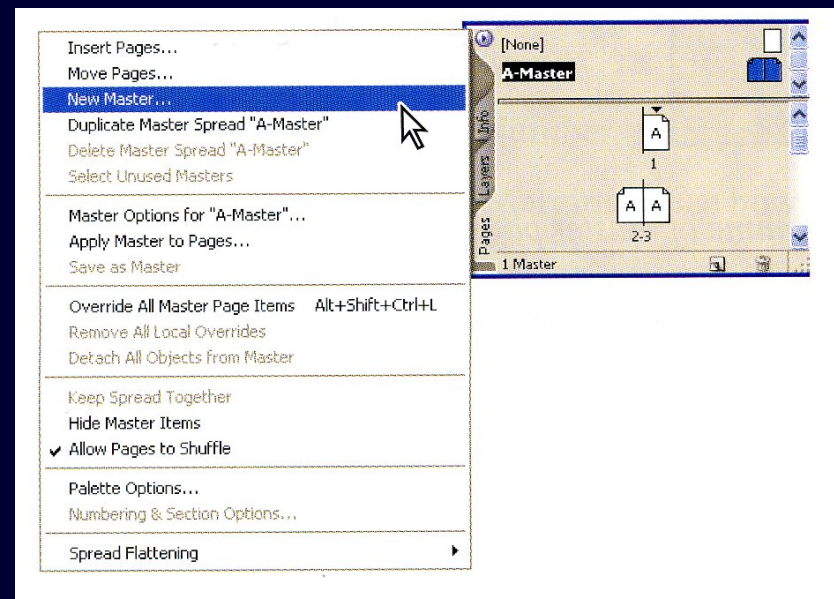 Insert Pages...
Move Pages...
New Master...
Duplicate Master Spread "A-Master"
Delete Master Spread "A-Master"
Select Unused Masters
Master Options for "A-Master"...
Apply Master to Pages...
Save as Master
Override All Master Page Items Alt+Shift+Ctrl+L
Remove All Local Overrides
Detach All Objects from Master
Keep Spread Together
Hide Master Items
Allow Pages to Shuffle
Palette Options...
Numbering & Section Options...
Spread Flattening
[None]
A-Master
Info
Layers
Pages
A
1
A A
2-3
1 Master